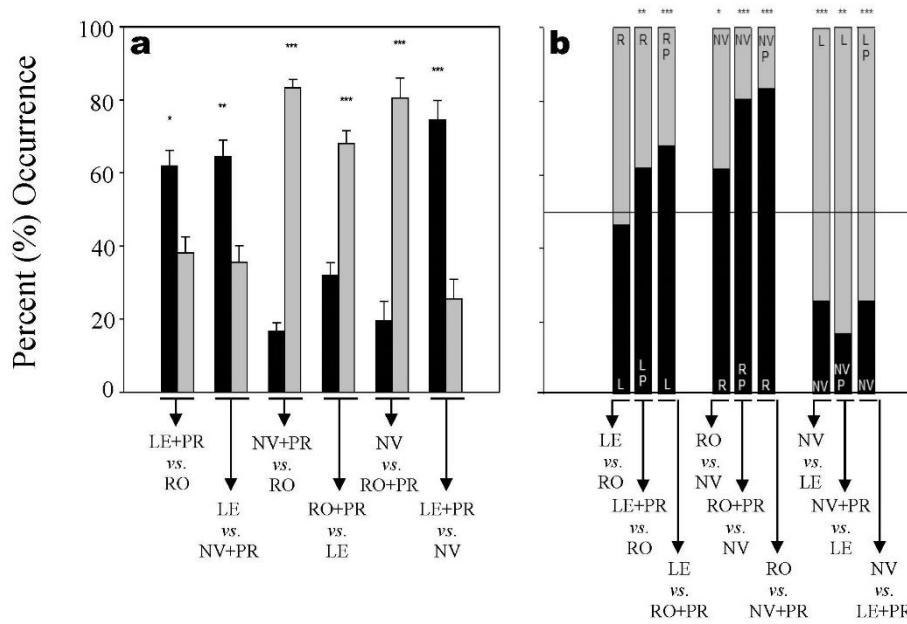 Percent (%) Occurrence
100
80
60
40
20
0
a
*
**
***
***
***
***
LE+PR
vs.
RO
LE
vs.
NV+PR
NV+PR
vs.
RO
RO+PR
vs.
LE
NV
vs.
RO+PR
LE+PR
vs.
NV
b
**
***
*
***
***
***
**
***
R
R
R
P
NV
NV
NV
P
L
L
L
P
L
L
P
L
R
R
P
R
NV
NV
P
NV
LE
vs.
RO
LE+PR
vs.
RO
LE
vs.
RO+PR
RO
vs.
NV
RO+PR
vs.
NV
RO
vs.
NV+PR
NV
vs.
LE
NV+PR
vs.
LE
NV
vs.
LE+PR